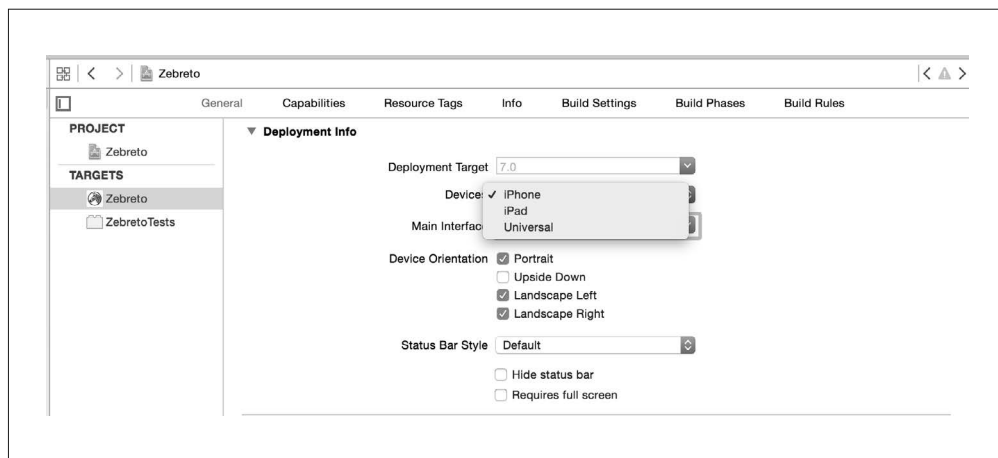 Zebreto
General Capabilities Resource Tags Info Build Settings Build Phases Build Rules
PROJECT
Zebreto
TARGETS
Zebreto
ZebretoTests
Deployment Info
Deployment Target 7.0
Device
iPhone
iPad
Universal
Main Interfac
Device Orientation Portrait
Upside Down
Landscape Left
Landscape Right
Status Bar Style Default
Hide status bar
Requires full screen